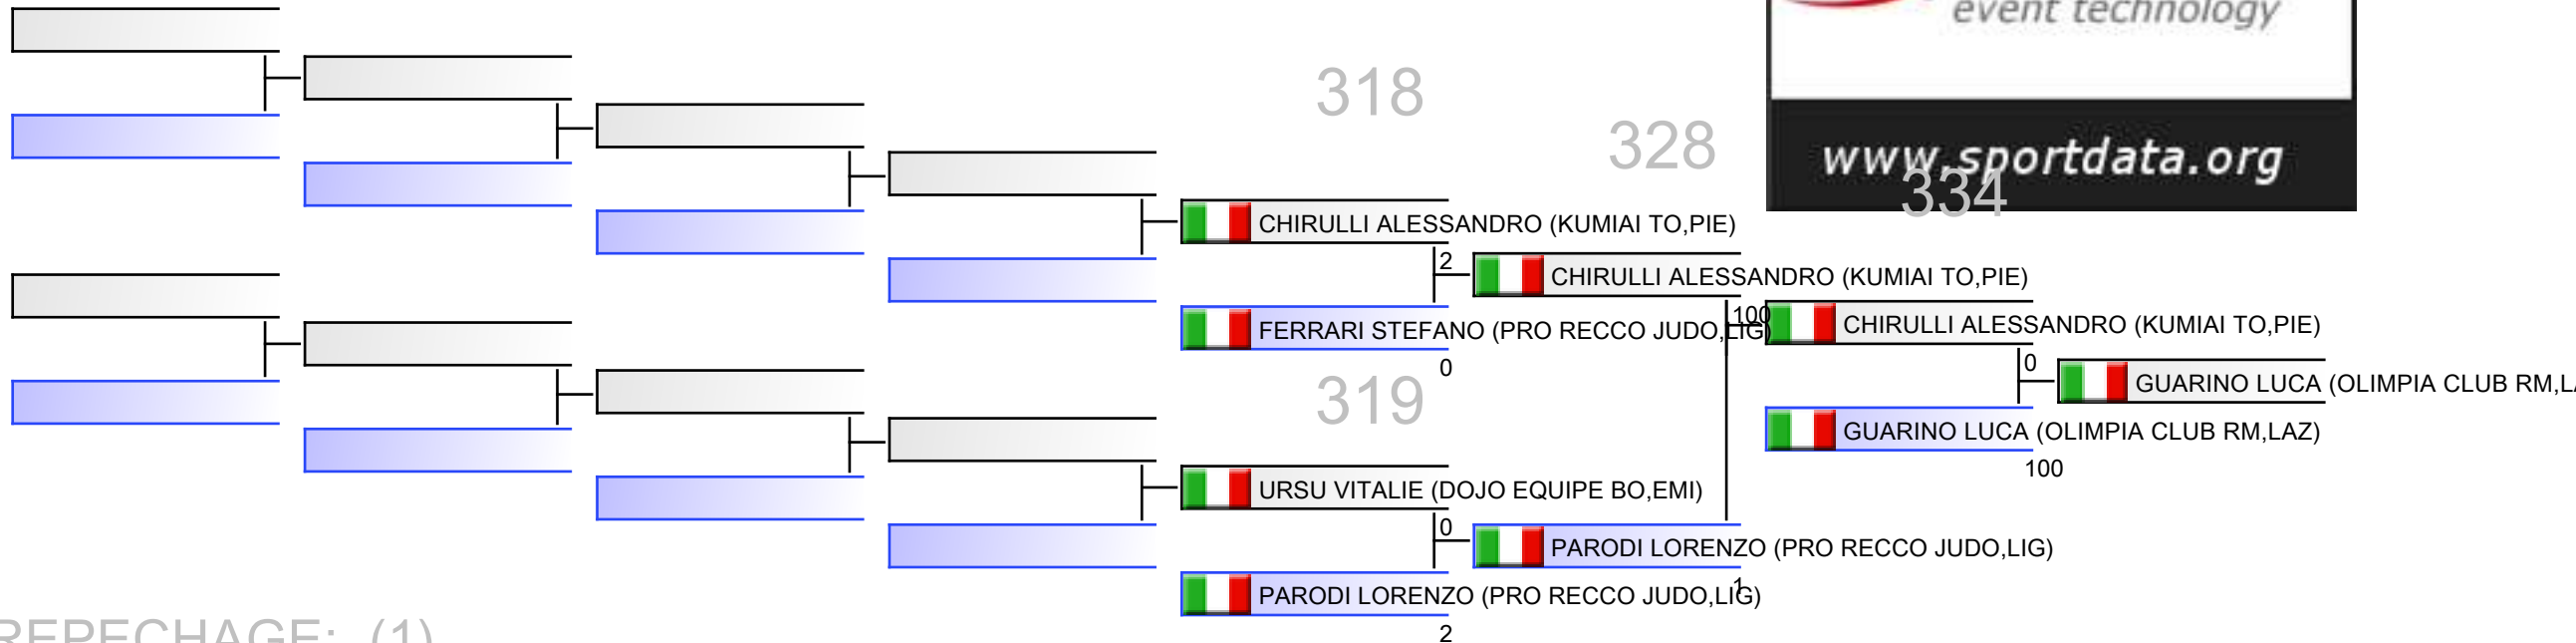 event technology
318
328
www.sportdata.org
334
CHIRULLI ALESSANDRO (KUMIAI TO,PIE)
2
CHIRULLI ALESSANDRO (KUMIAI TO,PIE)
100
CHIRULLI ALESSANDRO (KUMIAI TO,PIE)
FERRARI STEFANO (PRO RECCO JUDO,LIG)
0
0
GUARINO LUCA (OLIMPIA CLUB RM,LA
319
GUARINO LUCA (OLIMPIA CLUB RM,LAZ)
100
URSU VITALIE (DOJO EQUIPE BO,EMI)
0
PARODI LORENZO (PRO RECCO JUDO,LIG)
1
PARODI LORENZO (PRO RECCO JUDO,LIG)
2
REPECHAGE: (1)